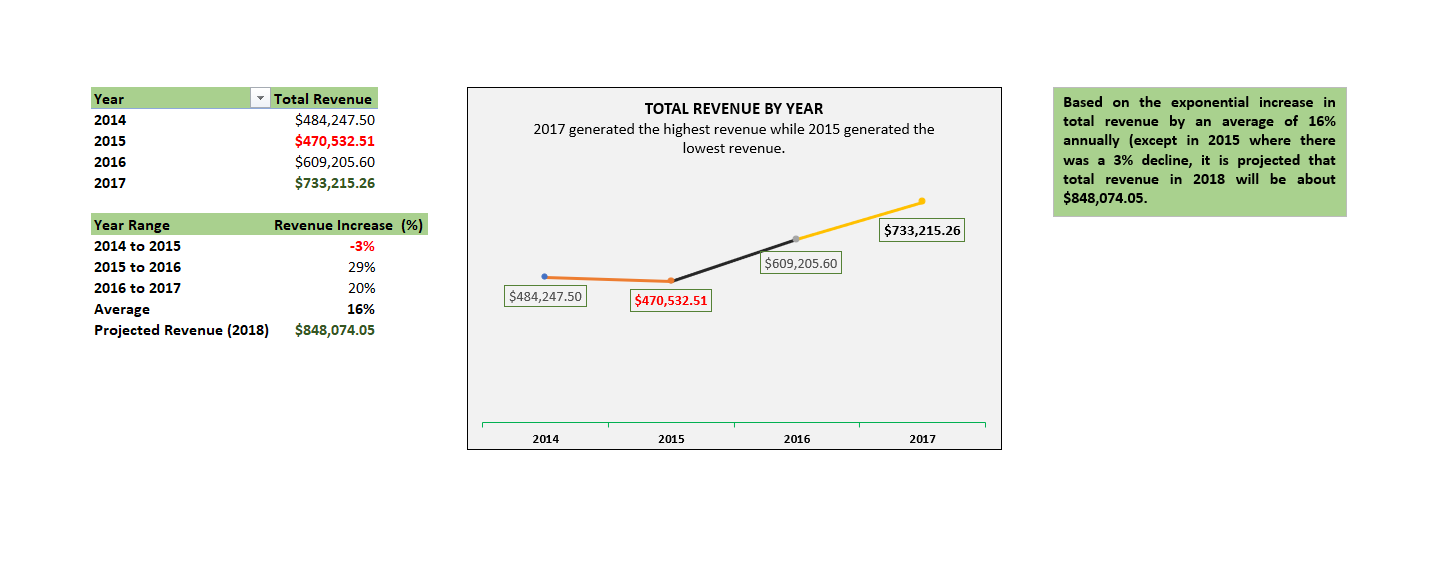 Year Total Revenue
2014 $484,247.50
2015 $470,532.51
2016 $609,205.60
2017 $733,215.26
Year Range Revenue Increase (%)
2014 to 2015 -3%
2015 to 2016 29%
2016 to 2017 20%
Average 16%
Projected Revenue (2018) $848,074.05
TOTAL REVENUE BY YEAR
2017 generated the highest revenue while 2015 generated the
lowest revenue.
$484,247.50
$470,532.51
$609,205.60
$733,215.26
2014 2015 2016 2017
Based on the exponential increase in
total revenue by an average of 16%
annually (except in 2015 where there
was a 3% decline, it is projected that
total revenue in 2018 will be about
$848,074.05.